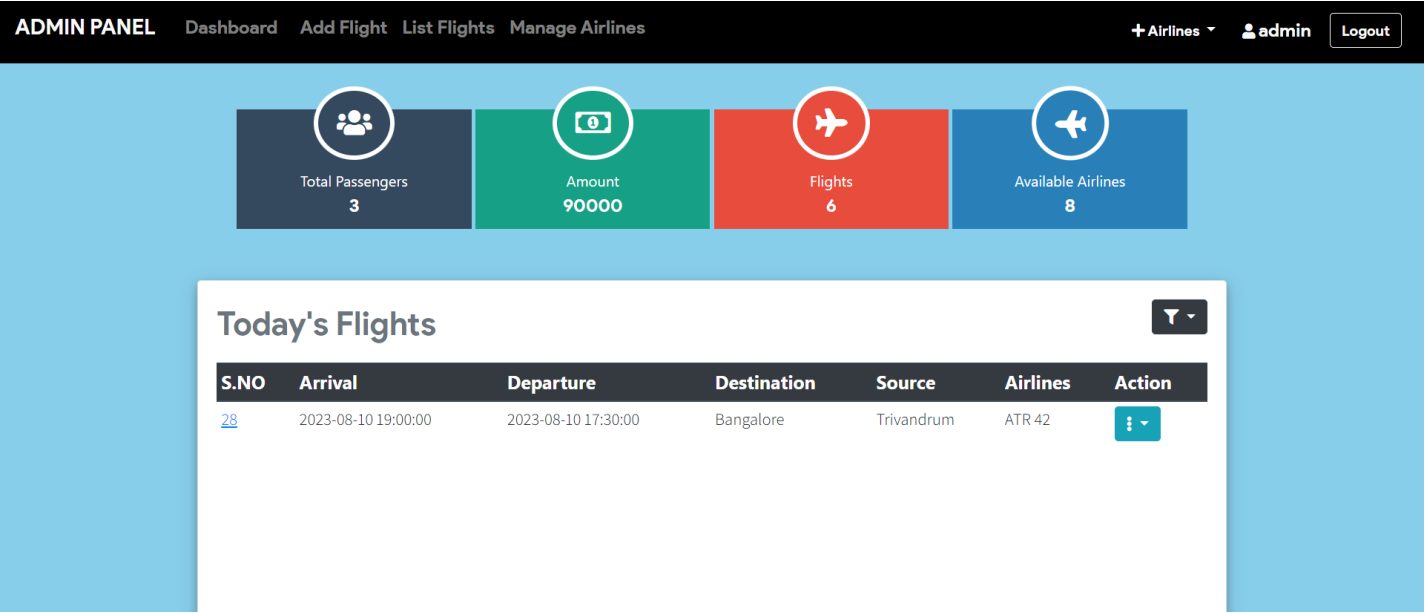 ADMIN PANEL Dashboard Add Flight List Flights Manage Airlines Airlines admin Logout
Total Passengers Amount Flights Available Airlines
3 90000 6 8
Today's Flights
S.NO Arrival Departure Destination Source Airlines Action
28 2023-08-10 19:00:00 2023-08-10 17:30:00 Bangalore Trivandrum ATR 42